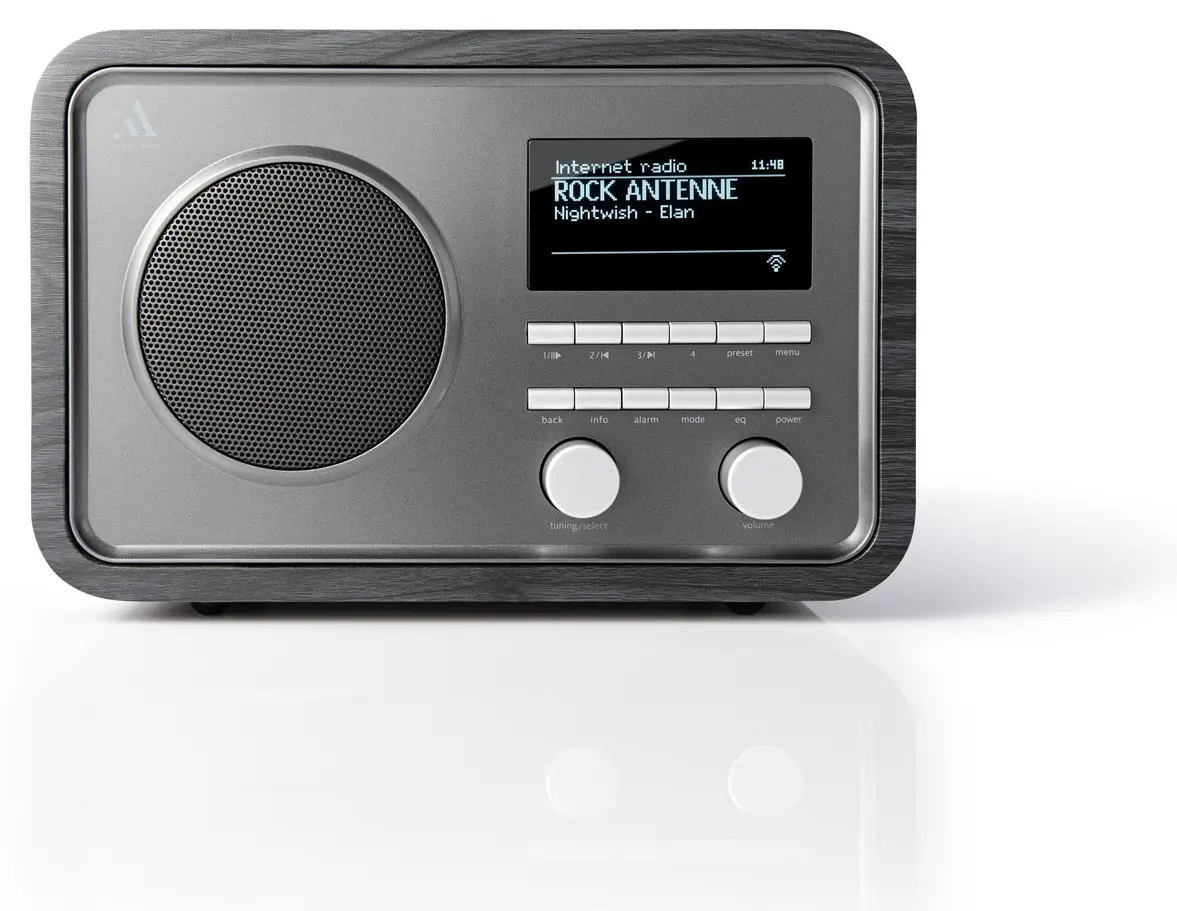 Internet radio 11:48
ROCK ANTENNE
Nightwish - Elan
1/ 2/ 3/ 4 preset menu
back info alarm mode eq power
tuning/select volume